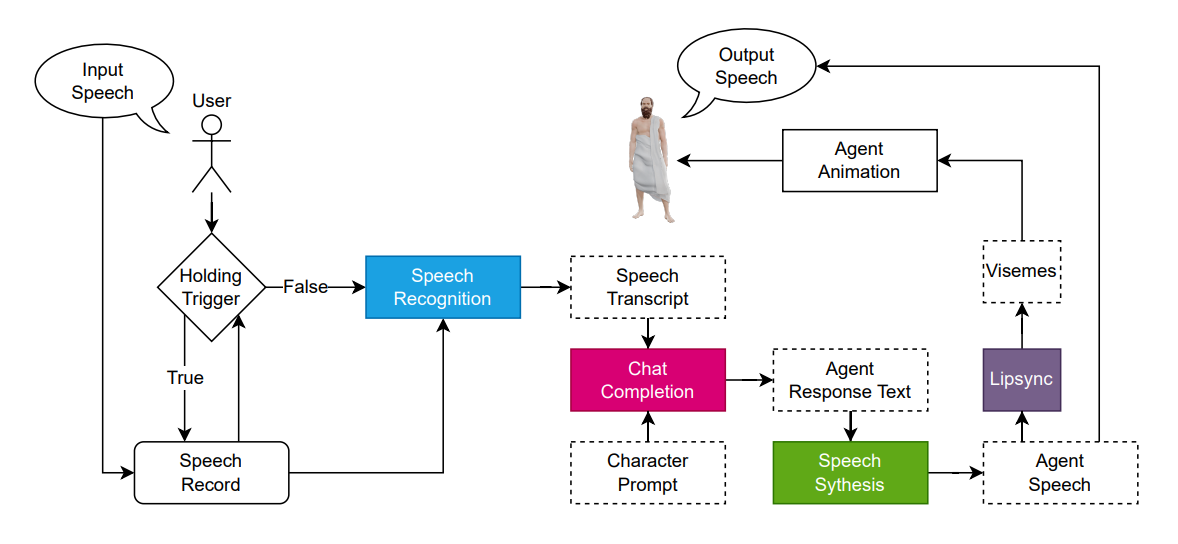 Input
Speech
User
Output
Speech
Agent
Animation
Holding
Trigger
False
Speech
Recognition
Speech
Transcript
Visemes
True
Chat
Completion
Agent
Response Text
Lipsync
Speech
Record
Character
Prompt
Speech
Sythesis
Agent
Speech